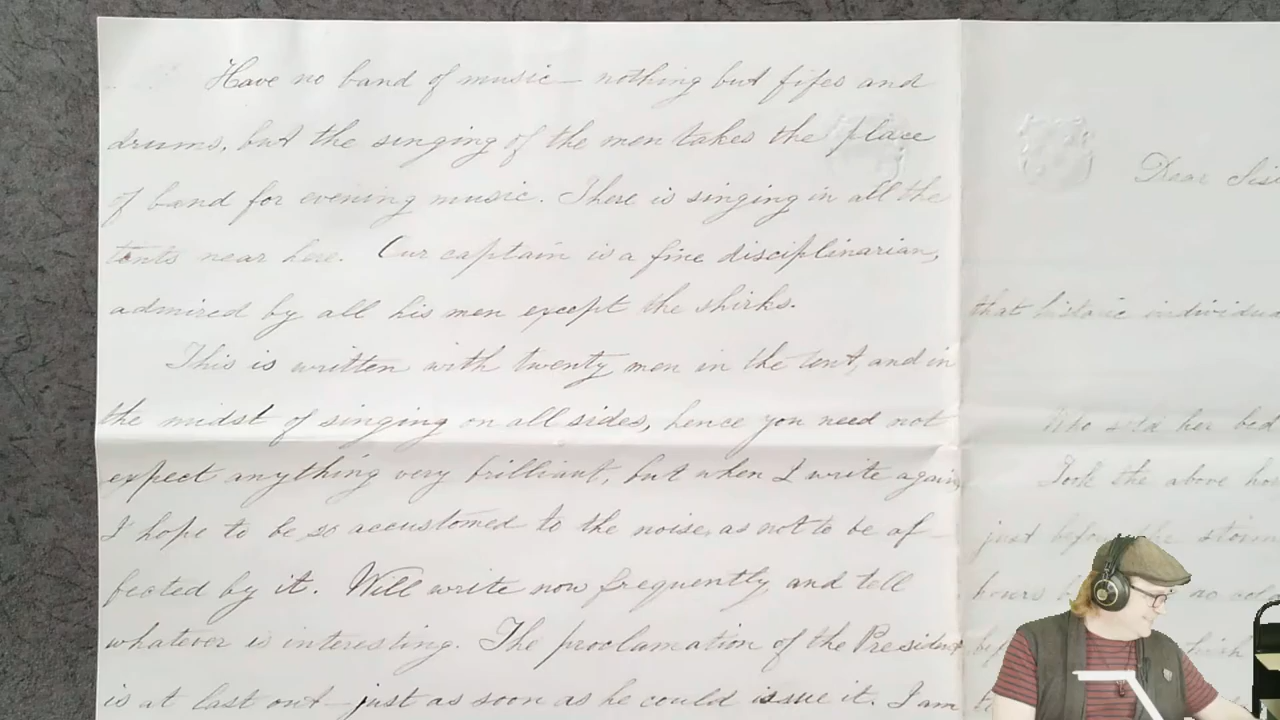 Have no band of music — nothing but fifes and
drums, but the singing of the men takes the place
of band for evening music. There is singing in all the
tents near here. Our captain is a fine disciplinarian,
admired by all his men except the shirks.
This is written with twenty men in the tent, and in
the midst of singing on all sides, hence you need not
expect anything very brilliant, but when I write again,
I hope to be so accustomed to the noise, as not to be af-
fected by it. Will write now frequently, and tell
whatever is interesting. The proclamation of the President
is at last out — just as soon as he could issue it. I am
Dear
that historic
Who sold her bed
Took the above
just before the storm
hours